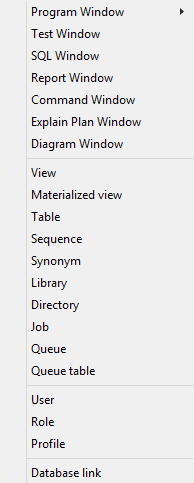 Program Window
Test Window
SQL Window
Report Window
Command Window
Explain Plan Window
Diagram Window
View
Materialized view
Table
Sequence
Synonym
Library
Directory
Job
Queue
Queue table
User
Role
Profile
Database link